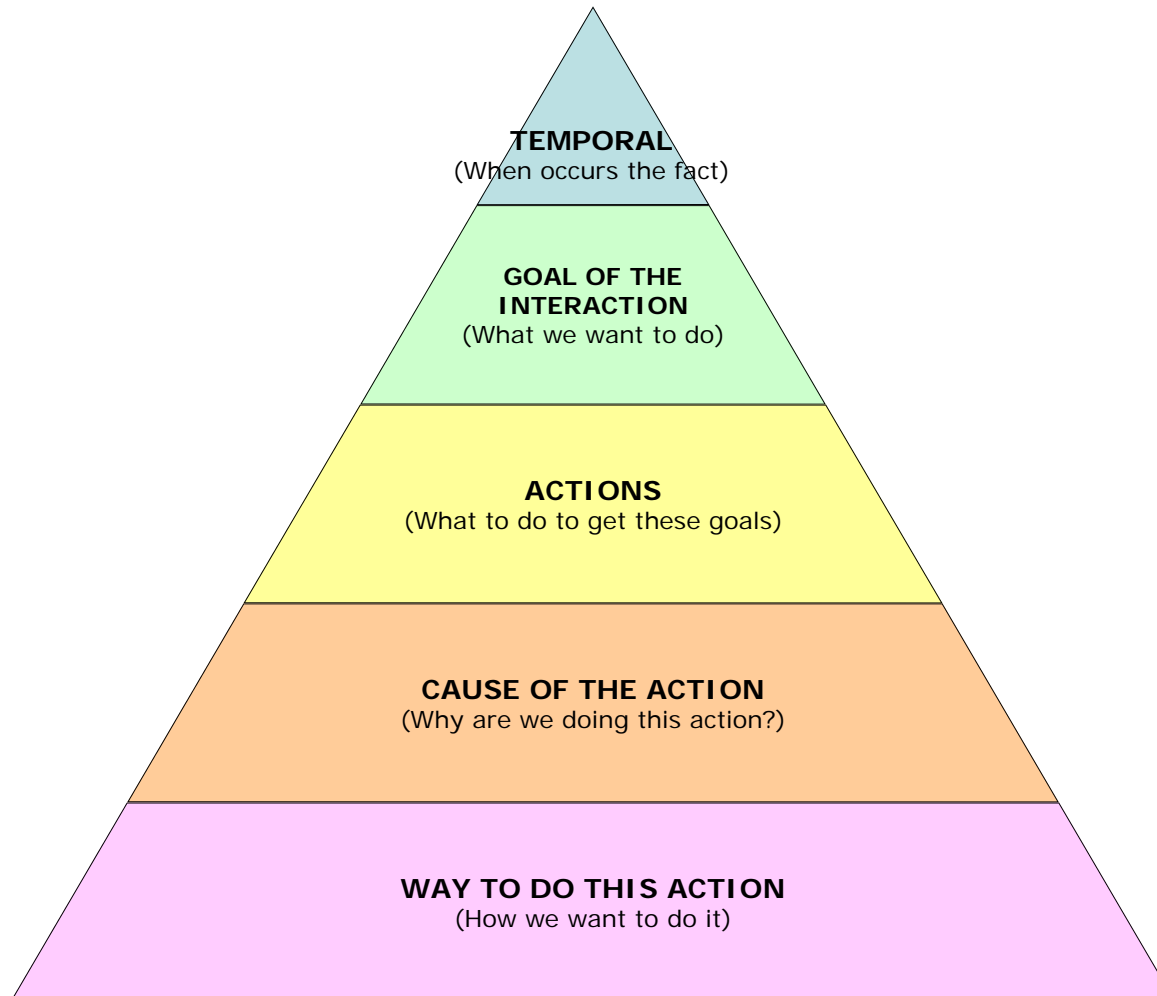 TEMPORAL
(When occurs the fact)
GOAL OF THE
INTERACTION
(What we want to do)
ACTIONS
(What to do to get these goals)
CAUSE OF THE ACTION
(Why are we doing this action?)
WAY TO DO THIS ACTION
(How we want to do it)